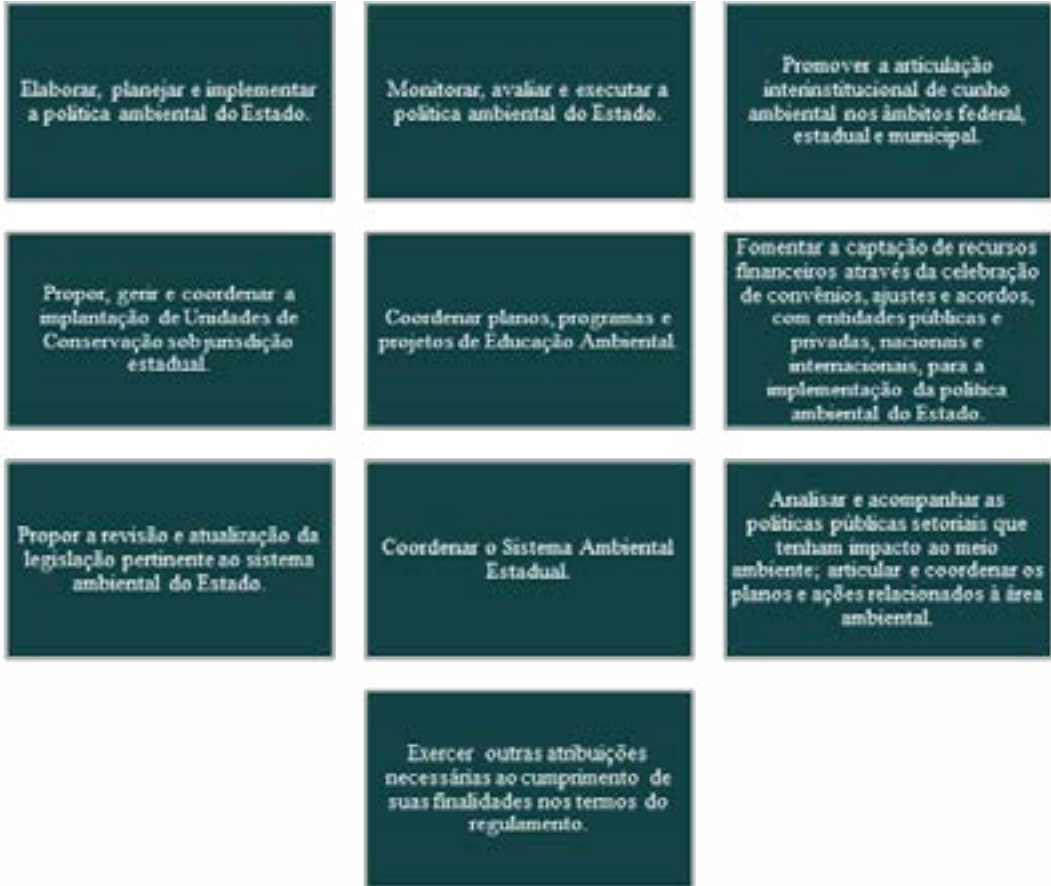 Elaborar, planejar e implementar
a política ambiental do Estado.
Monitorar, avaliar e executar a
política ambiental do Estado.
Promover a articulação
interinstitucional de cunho
ambiental nos âmbitos federal,
estadual e municipal.
Propor, gerir e coordenar a
implantação de Unidades de
Conservação sob jurisdição
estadual.
Coordenar planos, programas e
projetos de Educação Ambiental.
Fomentar a captação de recursos
financeiros através da celebração
de convênios, ajustes e acordos,
com entidades públicas e
privadas, nacionais e
internacionais, para a
implementação da política
ambiental do Estado.
Propor a revisão e atualização da
legislação pertinente ao sistema
ambiental do Estado.
Coordenar o Sistema Ambiental
Estadual.
Analisar e acompanhar as
políticas públicas setoriais que
tenham impacto ao meio
ambiente; articular e coordenar os
planos e ações relacionados à área
ambiental.
Exercer outras atribuições
necessárias ao cumprimento de
suas finalidades nos termos do
regulamento.